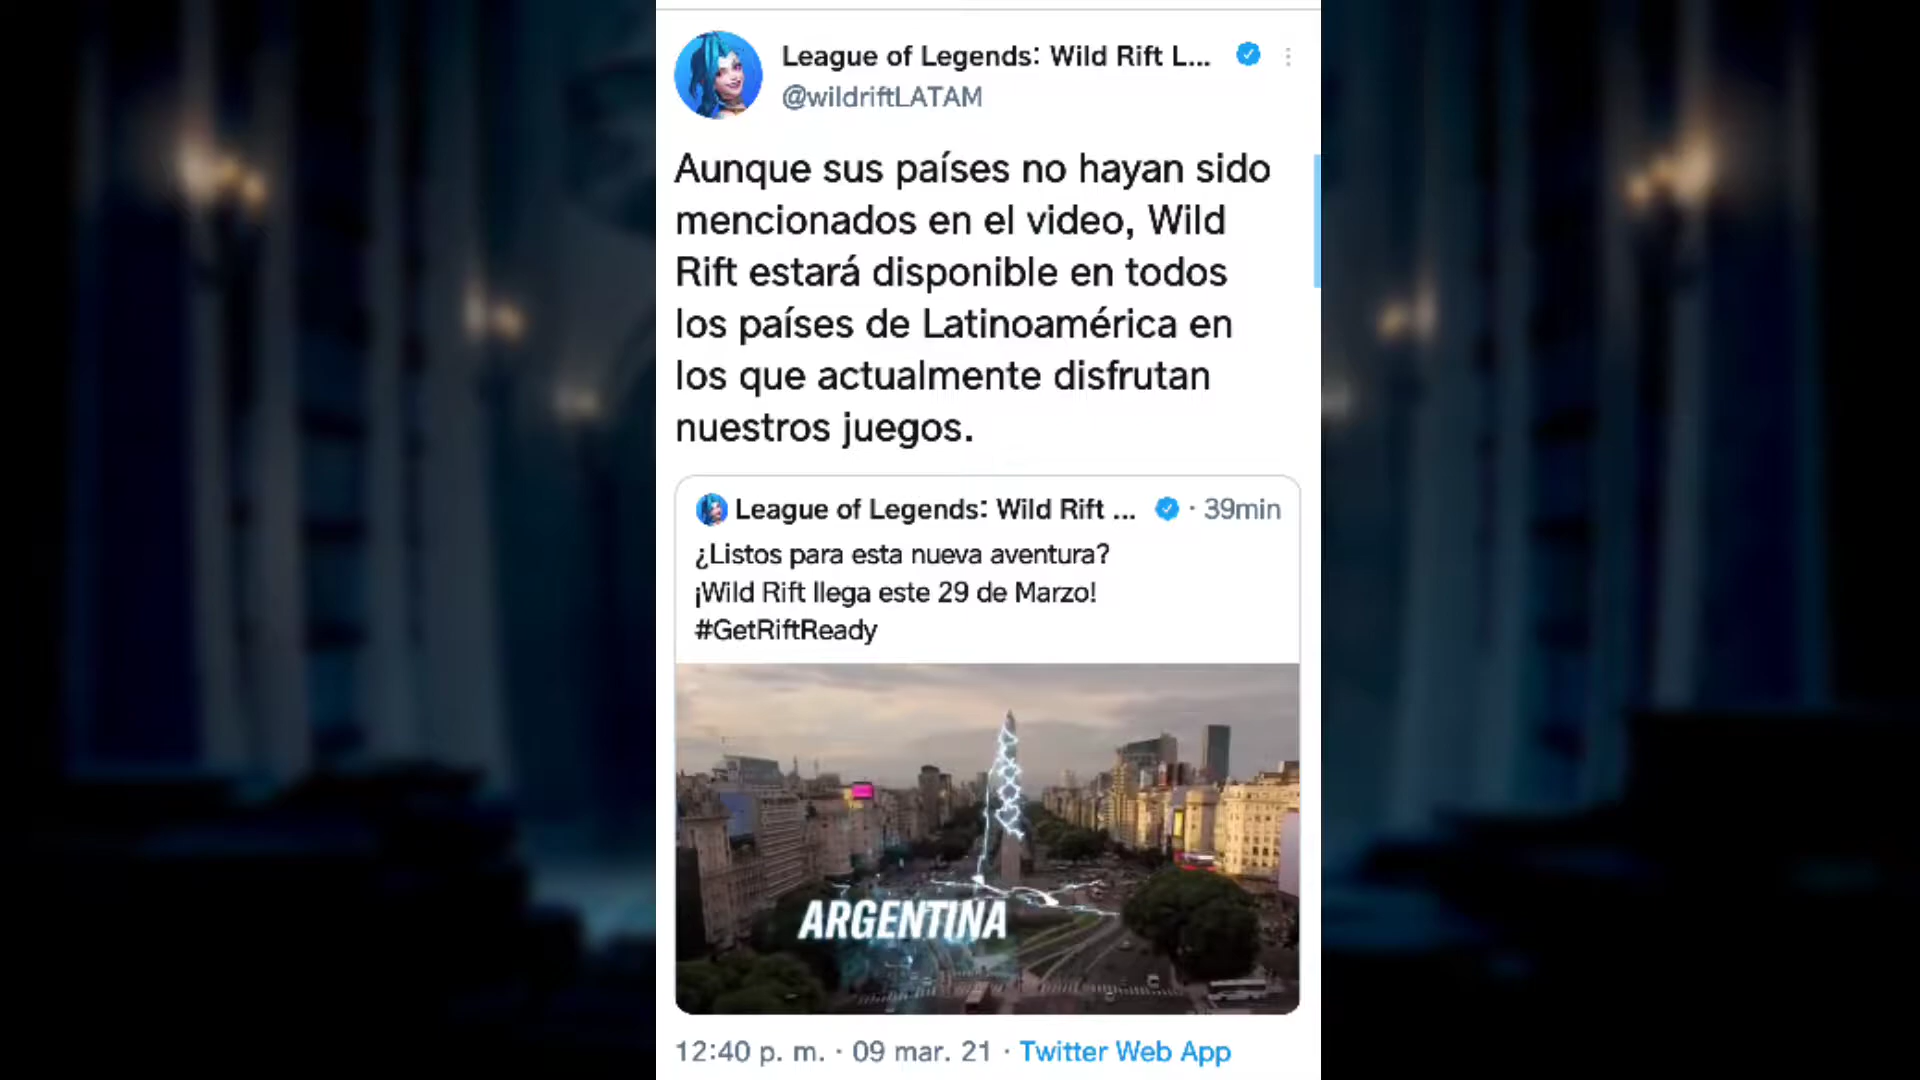 League of Legends: Wild Rift L...
@wildriftLATAM
Aunque sus países no hayan sido
mencionados en el video, Wild
Rift estará disponible en todos
los países de Latinoamérica en
los que actualmente disfrutan
nuestros juegos.
League of Legends: Wild Rift ... · 39min
¿Listos para esta nueva aventura?
¡Wild Rift llega este 29 de Marzo!
#GetRiftReady
ARGENTINA
12:40 p. m. · 09 mar. 21 · Twitter Web App